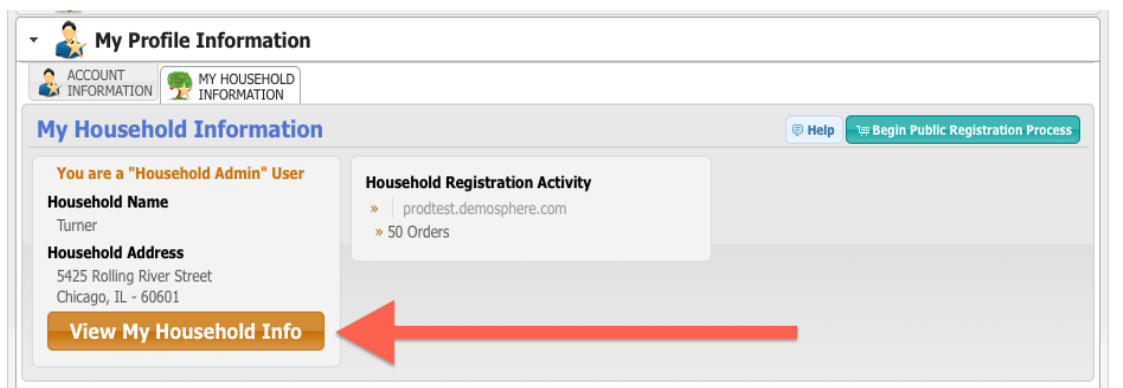 My Profile Information
ACCOUNT
INFORMATION
MY HOUSEHOLD
INFORMATION
My Household Information
Help
Begin Public Registration Process
You are a "Household Admin" User
Household Name
Turner
Household Address
5425 Rolling River Street
Chicago, IL - 60601
View My Household Info
Household Registration Activity
» prodtest.demosphere.com
» 50 Orders